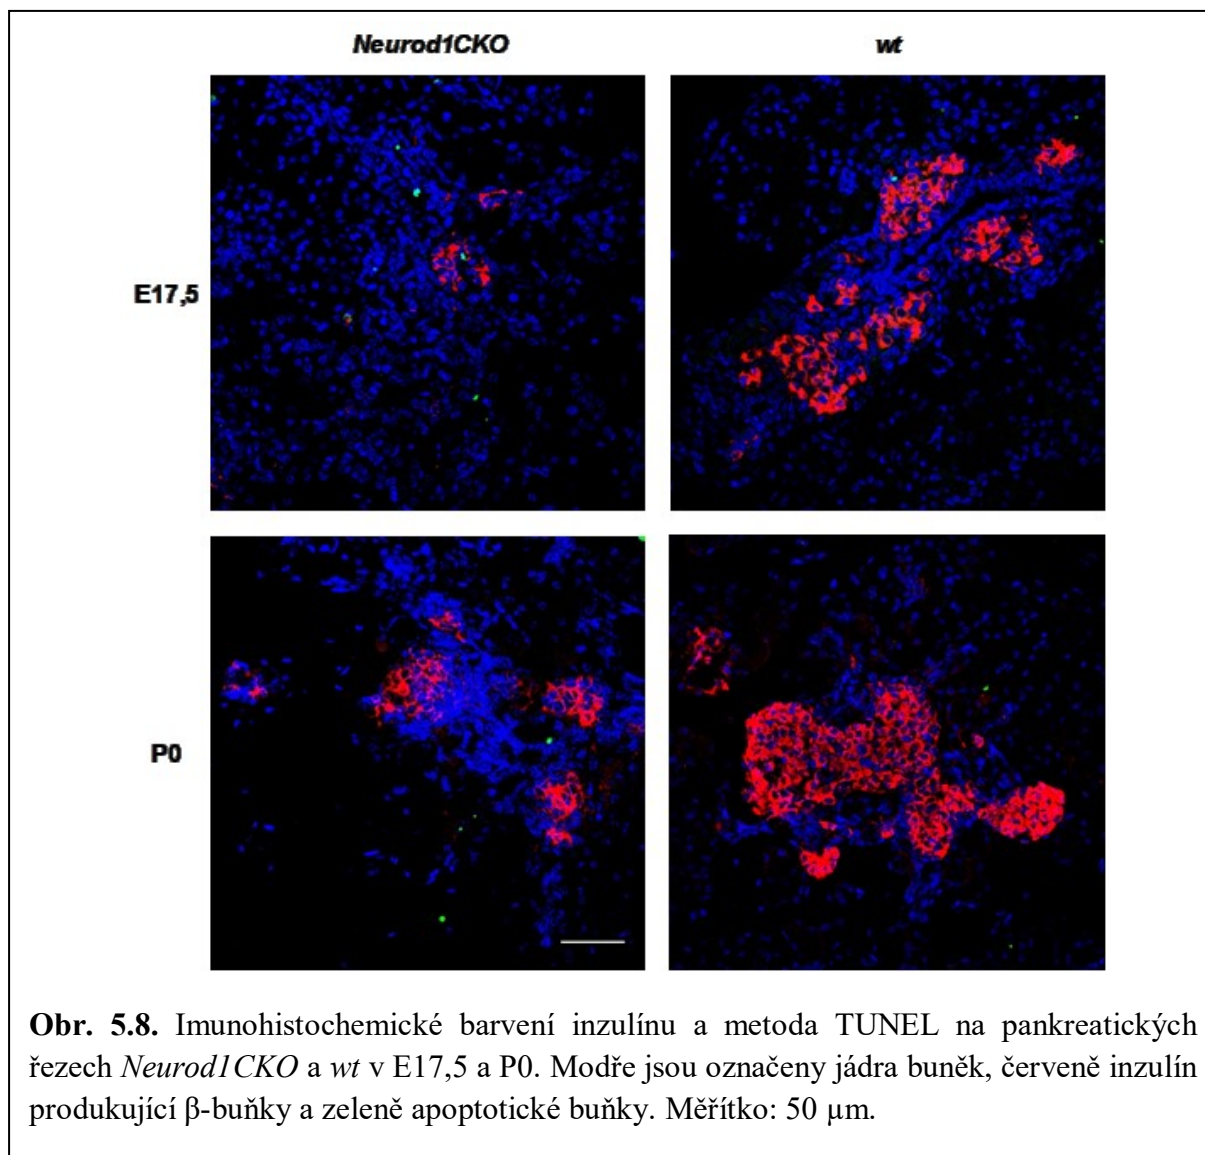 Neurod1CKO
wt
E17,5
P0
Obr. 5.8. Imunohistochemické barvení inzulínu a metoda TUNEL na pankreatických
řezech Neurod1CKO a wt v E17,5 a P0. Modře jsou označeny jádra buněk, červeně inzulín
produkující β-buňky a zeleně apoptotické buňky. Měřítko: 50 µm.